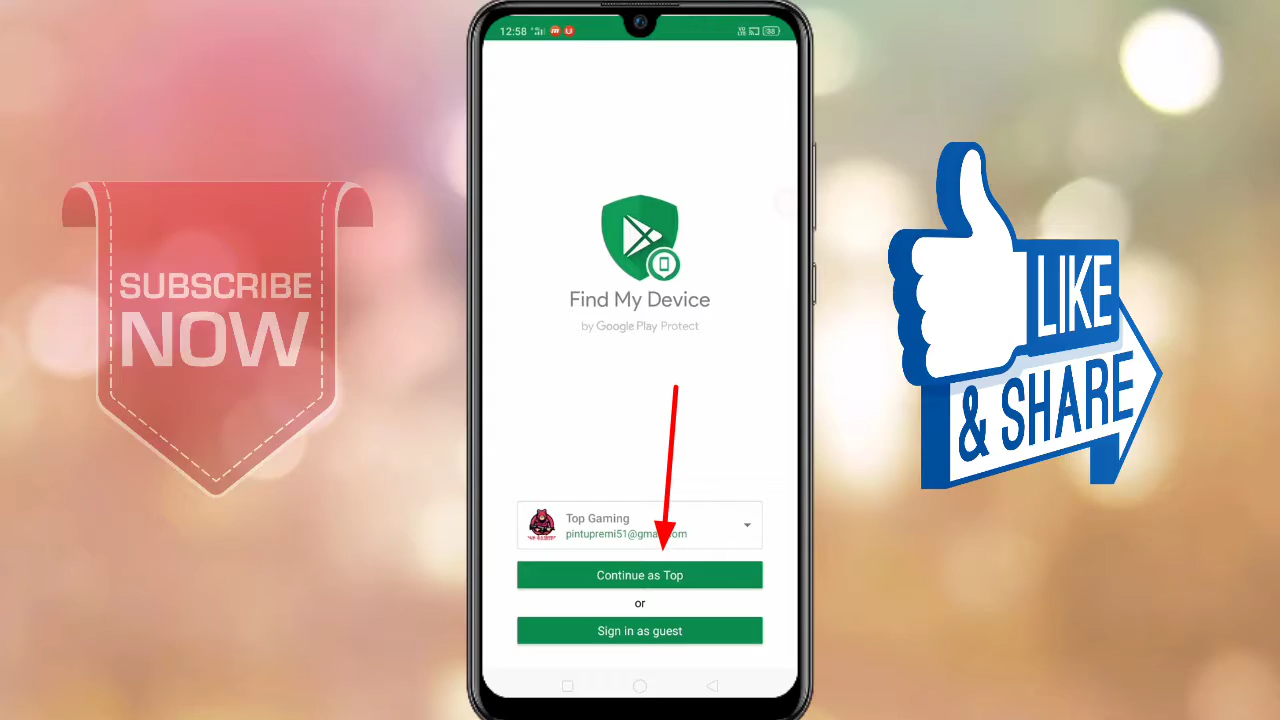 SUBSCRIBE
NOW
12:58
38
Find My Device
by Google Play Protect
Top Gaming
Continue as Top
or
Sign in as guest
LIKE
& SHARE